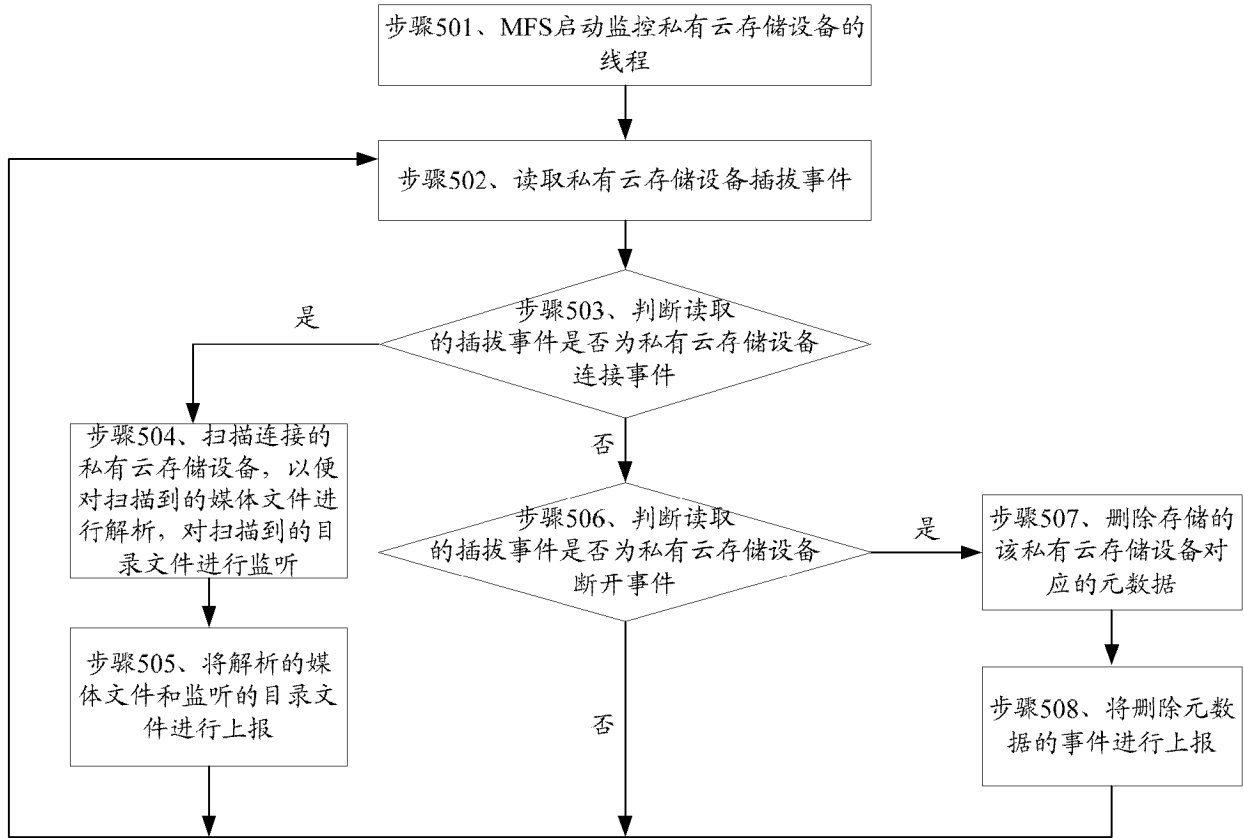 步骤501、MFS启动监控私有云存储设备的
线程
步骤502、读取私有云存储设备插拔事件
步骤503、判断读取
的插拔事件是否为私有云存储设备
连接事件
是
否
步骤504、扫描连接的
私有云存储设备，以便
对扫描到的媒体文件进
行解析，对扫描到的目
录文件进行监听
步骤505、将解析的媒
体文件和监听的目录文
件进行上报
步骤506、判断读取
的插拔事件是否为私有云存储设备
断开事件
是
否
步骤507、删除存储的
该私有云存储设备对
应的元数据
步骤508、将删除元数
据的事件进行上报